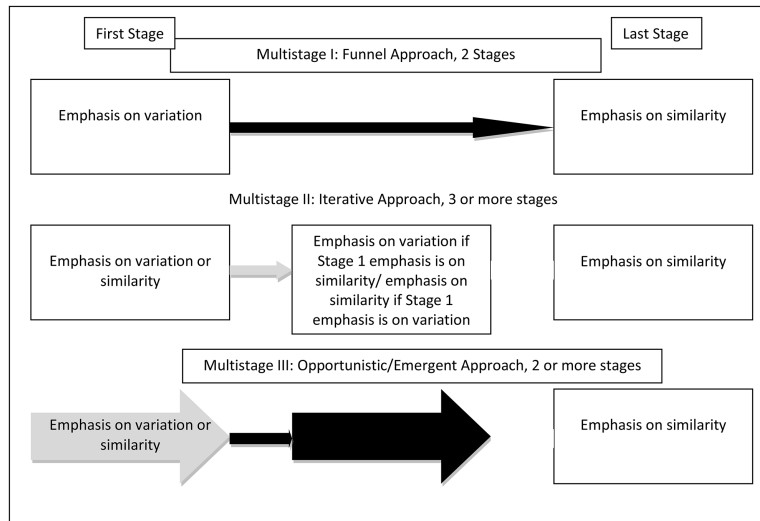 First Stage
Last Stage
Multistage I: Funnel Approach, 2 Stages
Emphasis on variation
Emphasis on similarity
Multistage II: Iterative Approach, 3 or more stages
Emphasis on variation or
similarity
Emphasis on variation if
Stage 1 emphasis is on
similarity/ emphasis on
similarity if Stage 1
emphasis is on variation
Emphasis on similarity
Multistage III: Opportunistic/Emergent Approach, 2 or more stages
Emphasis on variation or
similarity
Emphasis on similarity